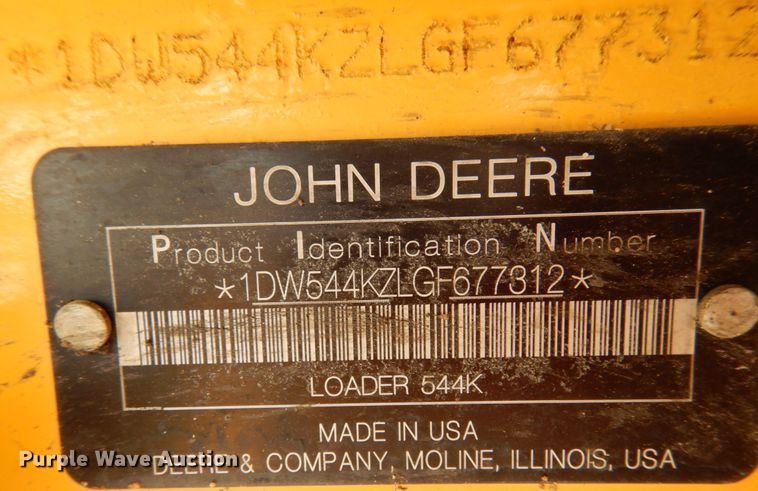 *1DW544KZLGF677312
JOHN DEERE
Product Identification Number
*1DW544KZLGF677312*
LOADER 544K
MADE IN USA
DEERE & COMPANY, MOLINE, ILLINOIS, USA
Purple Wave Auction